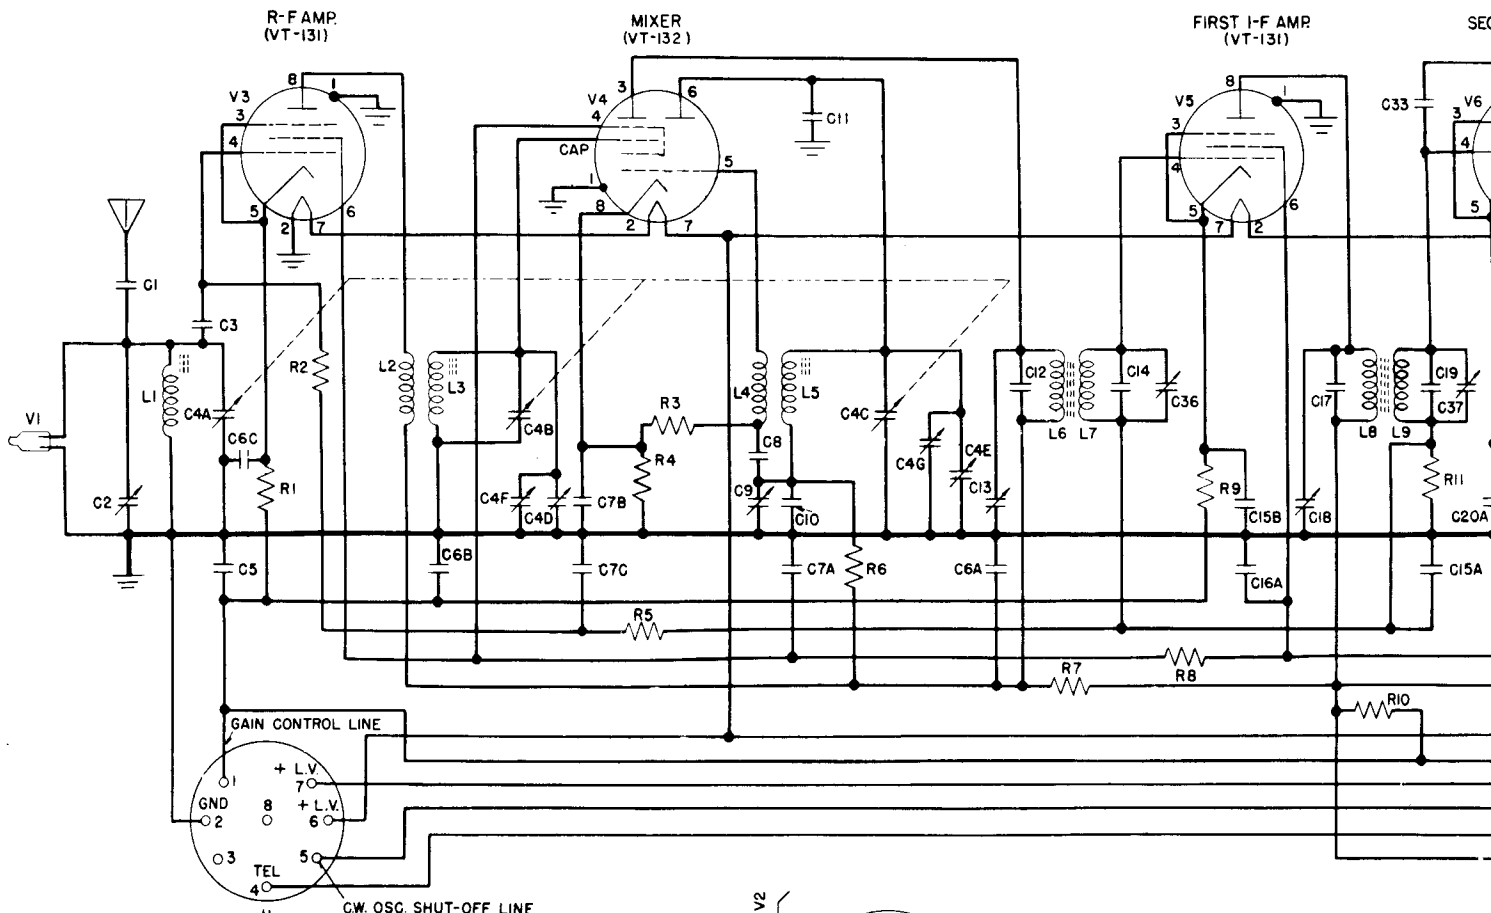 R-F AMP.
(VT-131)
MIXER
(VT-132)
FIRST I-F AMP.
(VT-131)
SEC
V3
8
1
3
4
5
2
7
6
V4
3
6
4
CAP
1
8
2
7
5
C11
V5
8
1
3
4
5
7
2
6
C33
V6
3
4
5
C1
C3
L1
C4A
C6C
R1
R2
V1
C2
L2
L3
C4B
C4F
C4D
C7B
R3
R4
L4
L5
C8
C9
C10
C4C
C4G
C4E
C13
C12
L6
L7
C14
C36
R9
C15B
C17
C18
L8
L9
C19
C37
R11
C20A
C5
C6B
C7C
C7A
R6
C6A
C16A
C15A
R5
R8
R7
R10
GAIN CONTROL LINE
1
+ L.V.
7
GND
2
8
+ L.V.
6
3
5
TEL
4
C.W. OSC. SHUT-OFF LINE
V2